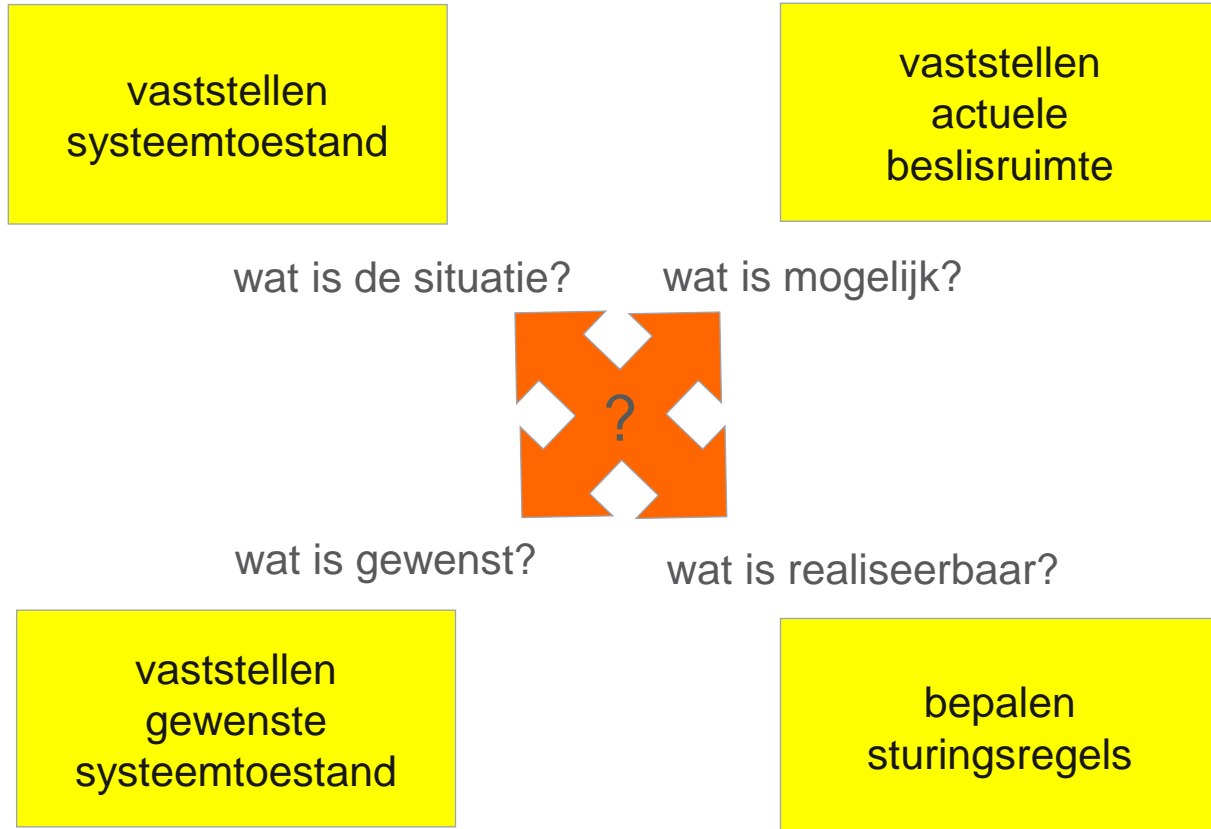 vaststellen
systeemtoestand
vaststellen
actuele
beslisruimte
wat is de situatie?
wat is mogelijk?
?
wat is gewenst?
wat is realiseerbaar?
vaststellen
gewenste
systeemtoestand
bepalen
sturingsregels